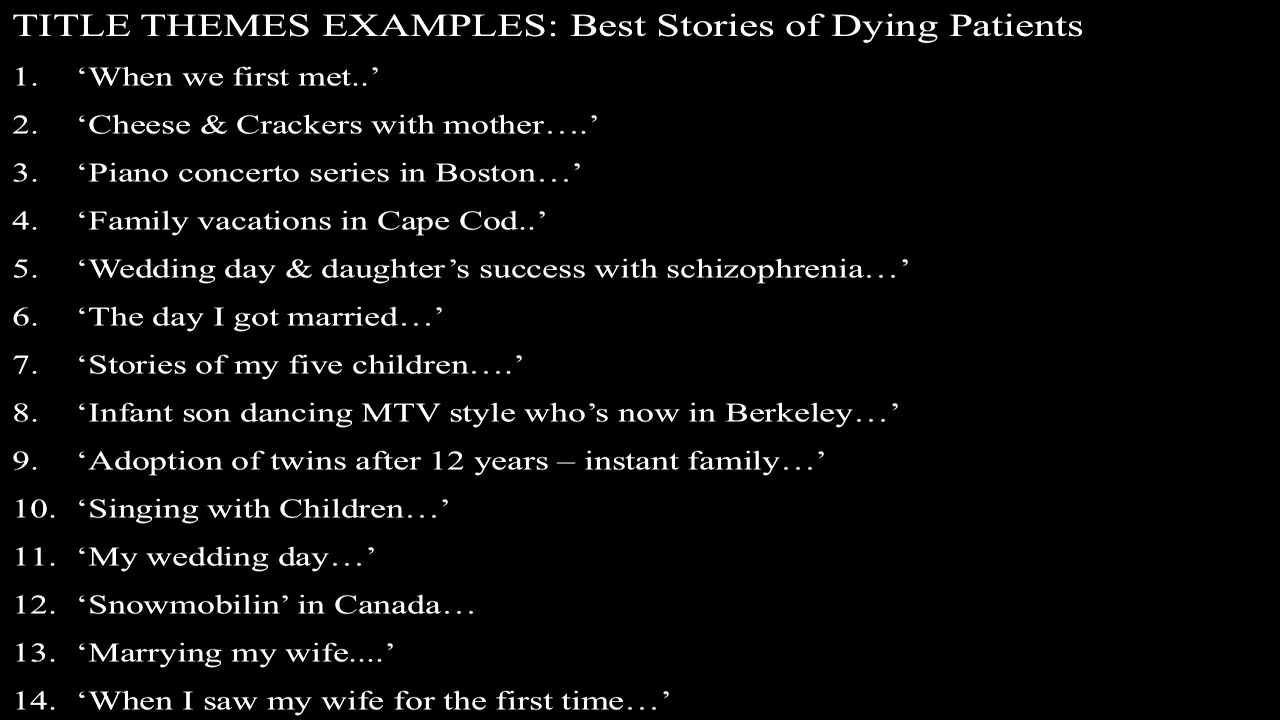 TITLE THEMES EXAMPLES: Best Stories of Dying Patients
1. ‘When we first met..’
2. ‘Cheese & Crackers with mother….’
3. ‘Piano concerto series in Boston…’
4. ‘Family vacations in Cape Cod..’
5. ‘Wedding day & daughter’s success with schizophrenia…’
6. ‘The day I got married…’
7. ‘Stories of my five children….’
8. ‘Infant son dancing MTV style who’s now in Berkeley…’
9. ‘Adoption of twins after 12 years – instant family…’
10. ‘Singing with Children…’
11. ‘My wedding day…’
12. ‘Snowmobilin’ in Canada…
13. ‘Marrying my wife....’
14. ‘When I saw my wife for the first time…’